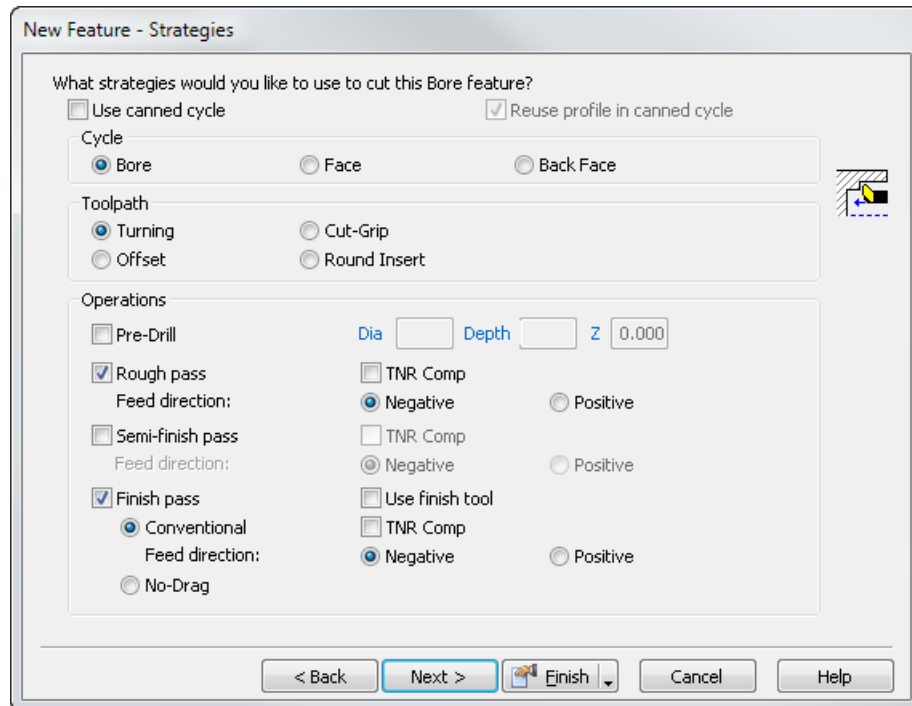 New Feature - Strategies
What strategies would you like to use to cut this Bore feature?
Use canned cycle Reuse profile in canned cycle
Cycle
Bore Face Back Face
Toolpath
Turning Cut-Grip
Offset Round Insert
Operations
Pre-Drill Dia Depth Z 0.000
Rough pass TNR Comp
Feed direction: Negative Positive
Semi-finish pass TNR Comp
Feed direction: Negative Positive
Finish pass Use finish tool
Conventional TNR Comp
Feed direction: Negative Positive
No-Drag
< Back Next > Finish Cancel Help